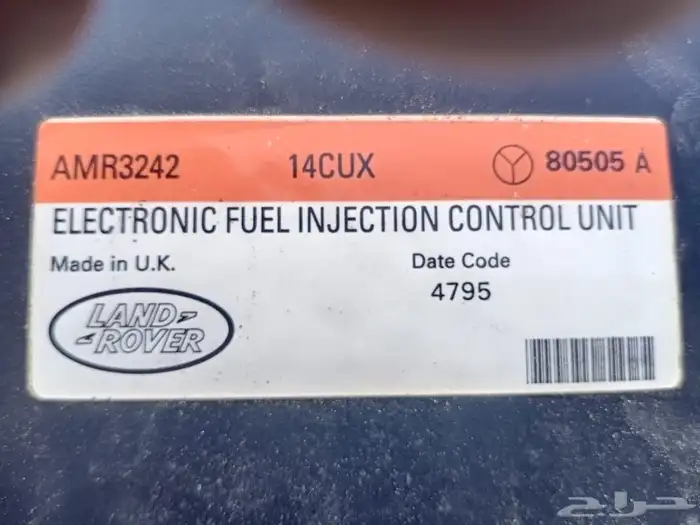 AMR3242 14CUX 80505 A
ELECTRONIC FUEL INJECTION CONTROL UNIT
Made in U.K. Date Code
4795
LAND
ROVER
حراج